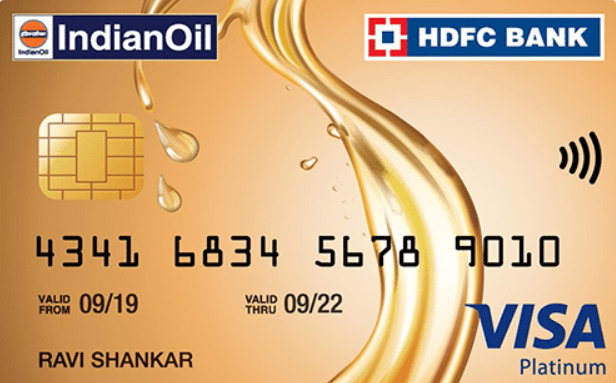 IndianOil
IndianOil
HDFC BANK
4341 6834 5678 9010
VALID FROM 09/19 VALID THRU 09/22
VISA
RAVI SHANKAR
Platinum